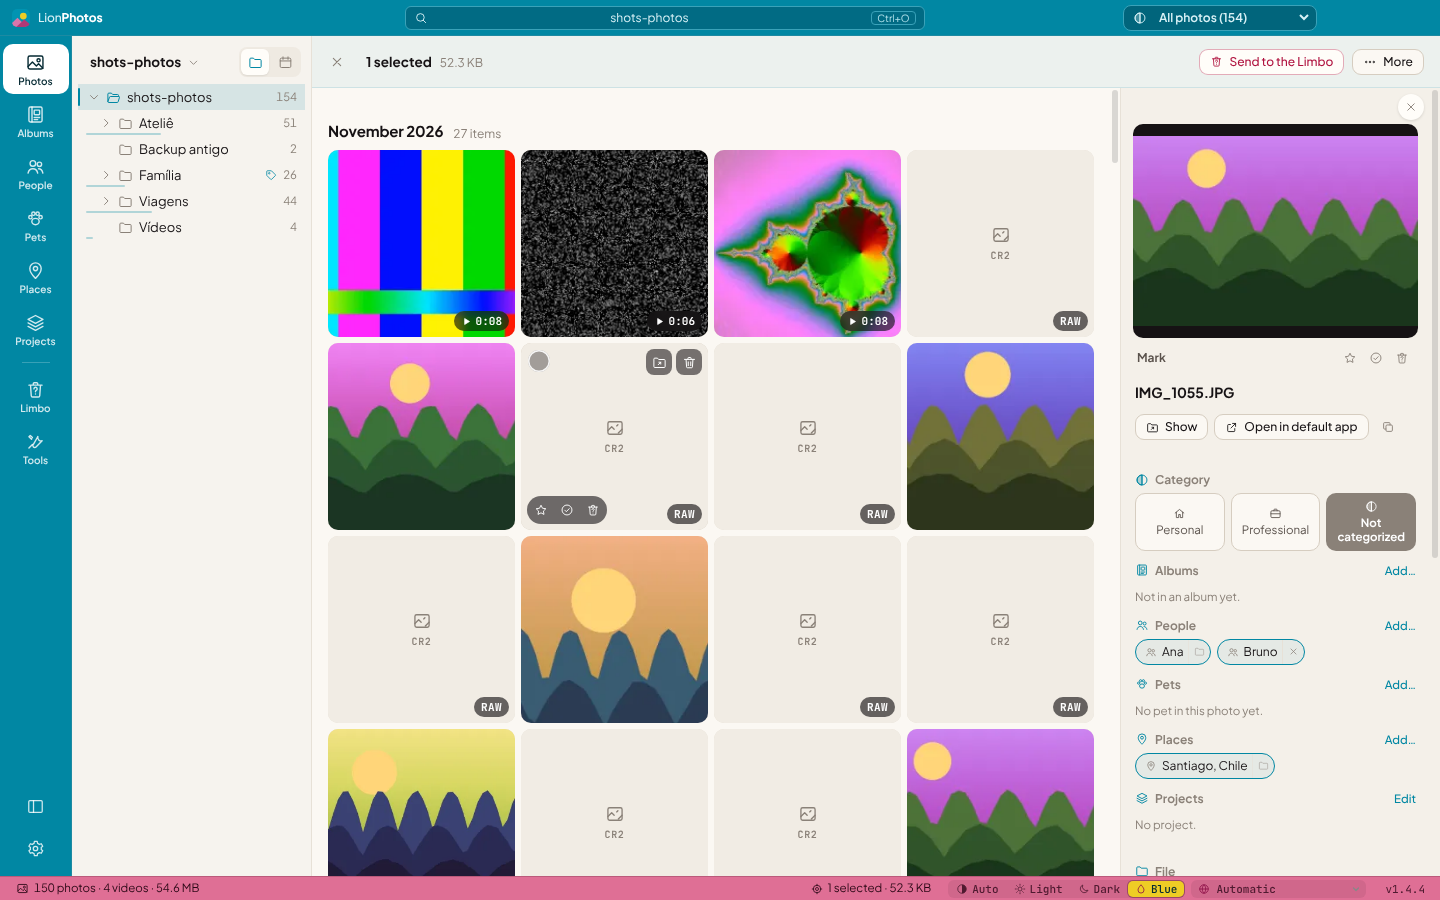 LionPhotos
shots-photos
Ctrl+O
All photos (154)
Photos
Albums
People
Pets
Places
Projects
Limbo
Tools
shots-photos
shots-photos 154
Ateliê 51
Backup antigo 2
Família 26
Viagens 44
Vídeos 4
1 selected 52.3 KB
Send to the Limbo
More
November 2026 27 items
0:08
0:06
0:08
CR2
RAW
CR2
RAW
CR2
RAW
CR2
RAW
CR2
RAW
CR2
RAW
CR2
CR2
Mark
IMG_1055.JPG
Show
Open in default app
Category
Personal
Professional
Not
categorized
Albums Add...
Not in an album yet.
People Add...
Ana
Bruno
Pets Add...
No pet in this photo yet.
Places Add...
Santiago, Chile
Projects Edit
No project.
File
150 photos · 4 videos · 54.6 MB
1 selected · 52.3 KB
Auto
Light
Dark
Blue
Automatic
v1.4.4